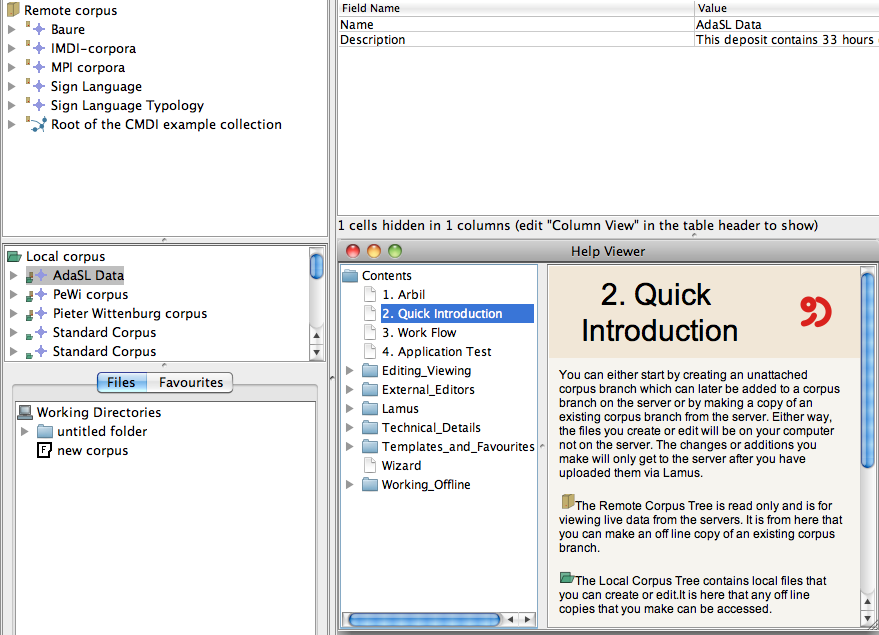 Remote corpus
Baure
IMDI-corpora
MPI corpora
Sign Language
Sign Language Typology
Root of the CMDI example collection
Local corpus
AdaSL Data
PeWi corpus
Pieter Wittenburg corpus
Standard Corpus
Standard Corpus
Files Favourites
Working Directories
untitled folder
F new corpus
Field Name Value
Name AdaSL Data
Description This deposit contains 33 hours
1 cells hidden in 1 columns (edit "Column View" in the table header to show)
Help Viewer
Contents
1. Arbil
2. Quick Introduction
3. Work Flow
4. Application Test
Editing_Viewing
External_Editors
Lamus
Technical_Details
Templates_and_Favourites
Wizard
Working_Offline
2. Quick
Introduction
You can either start by creating an unattached
corpus branch which can later be added to a corpus
branch on the server or by making a copy of an
existing corpus branch from the server. Either way,
the files you create or edit will be on your computer
not on the server. The changes or additions you
make will only get to the server after you have
uploaded them via Lamus.
The Remote Corpus Tree is read only and is for
viewing live data from the servers. It is from here that
you can make an off line copy of an existing corpus
branch.
The Local Corpus Tree contains local files that
you can create or edit.It is here that any off line
copies that you make can be accessed.